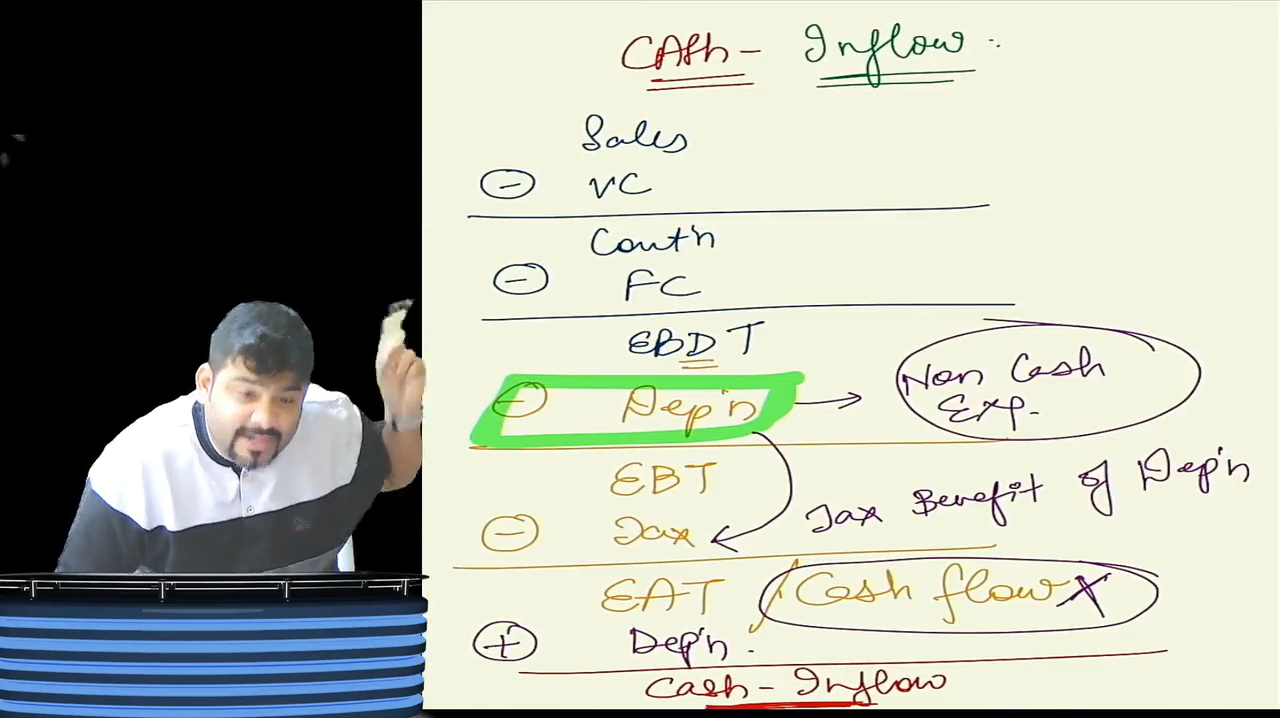 CASh - Inflow
Sales
(-) VC
Cont'n
(-) FC
EBDT
(-) Dep'n → Non Cash Exp.
EBT
(-) Tax Tax Benefit of Dep'n
EAT Cash flow X
(+) Dep'n.
Cash - Inflow